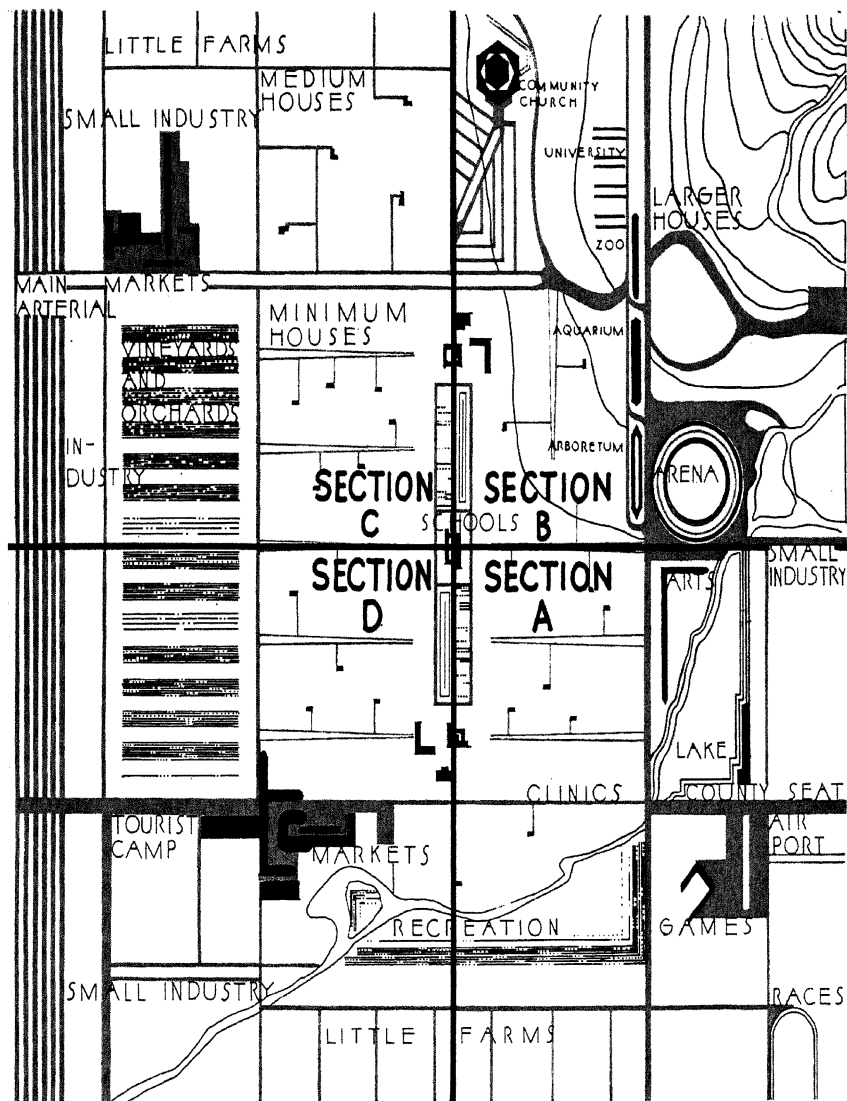 LITTLE FARMS
MEDIUM
HOUSES
COMMUNITY
CHURCH
SMALL INDUSTRY
UNIVERSITY
LARGER
HOUSES
ZOO
MAIN
ARTERIAL
MARKETS
MINIMUM
HOUSES
AQUARIUM
VINEYARDS
AND
ORCHARDS
IN-
DUSTRY
ARBORETUM
ARENA
SECTION
C
SECTION
B
SCHOOLS
SECTION
D
SECTION
A
ARTS
SMALL
INDUSTRY
LAKE
CLINICS
COUNTY SEAT
TOURIST
CAMP
MARKETS
AIR
PORT
RECREATION
GAMES
SMALL INDUSTRY
RACES
LITTLE FARMS